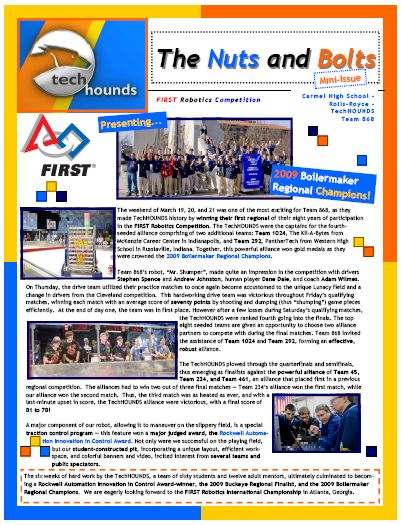 tech
hounds
The Nuts and Bolts
Mini-Issue
FIRST Robotics Competition
Carmel High School -
Rolls-Royce -
TechHOUNDS
Team 868
Presenting...
FIRST
2009 Boilermaker
Regional Champions!
The weekend of March 19, 20, and 21 was one of the most exciting for Team 868, as they
made TechHOUNDS history by winning their first regional of their eight years of participation
in the FIRST Robotics Competition. The TechHOUNDS were the captains for the fourth-
seeded alliance comprising of two additional teams: Team 1024, The Kil-A-Bytes from
McKenzie Career Center in Indianapolis, and Team 292, PantherTech from Western High
School in Russiaville, Indiana. Together, this powerful alliance won gold medals as they
were crowned the 2009 Boilermaker Regional Champions.
Team 868's robot, "Mr. Shumper", made quite an impression in the competition with drivers
Stephen Spence and Andrew Johnston, human player Dane Dale, and coach Adam Wilmes.
On Thursday, the drive team utilized their practice matches to once again become accustomed to the unique Lunacy field and a
change in drivers from the Cleveland competition. This hardworking drive team was victorious throughout Friday's qualifying
matches, winning each match with an average score of seventy points by shooting and dumping (thus "shumping") game pieces
efficiently. At the end of day one, the team was in first place. However after a few losses during Saturday's qualifying matches,
the TechHOUNDS were ranked fourth going into the finals. The top
eight seeded teams are given an opportunity to choose two alliance
partners to compete with during the final matches. Team 868 invited
the assistance of Team 1024 and Team 292, forming an effective,
robust alliance.
The TechHOUNDS plowed through the quarterfinals and semifinals,
thus emerging as finalists against the powerful alliance of Team 45,
Team 234, and Team 461, an alliance that placed first in a previous
regional competition. The alliances had to win two out of three final matches — Team 234's alliance won the first match, while
our alliance won the second match. Thus, the third match was as heated as ever, and with a
last-minute upset in score, the TechHOUNDS alliance were victorious, with a final score of
81 to 78!
A major component of our robot, allowing it to maneuver on the slippery field, is a special
traction control program — this feature won a major judged award, the Rockwell Automa-
tion Innovation in Control Award. Not only were we successful on the playing field,
but our student-constructed pit, incorporating a unique layout, efficient work-
space, and colorful banners and video, incited interest from several teams and
public spectators.
The six weeks of hard work by the TechHOUNDS, a team of sixty students and twelve adult mentors, ultimately culminated to becom-
ing a Rockwell Automation Innovation in Control Award-winner, the 2009 Buckeye Regional Finalist, and the 2009 Boilermaker
Regional Champions. We are eagerly looking forward to the FIRST Robotics International Championship in Atlanta, Georgia.